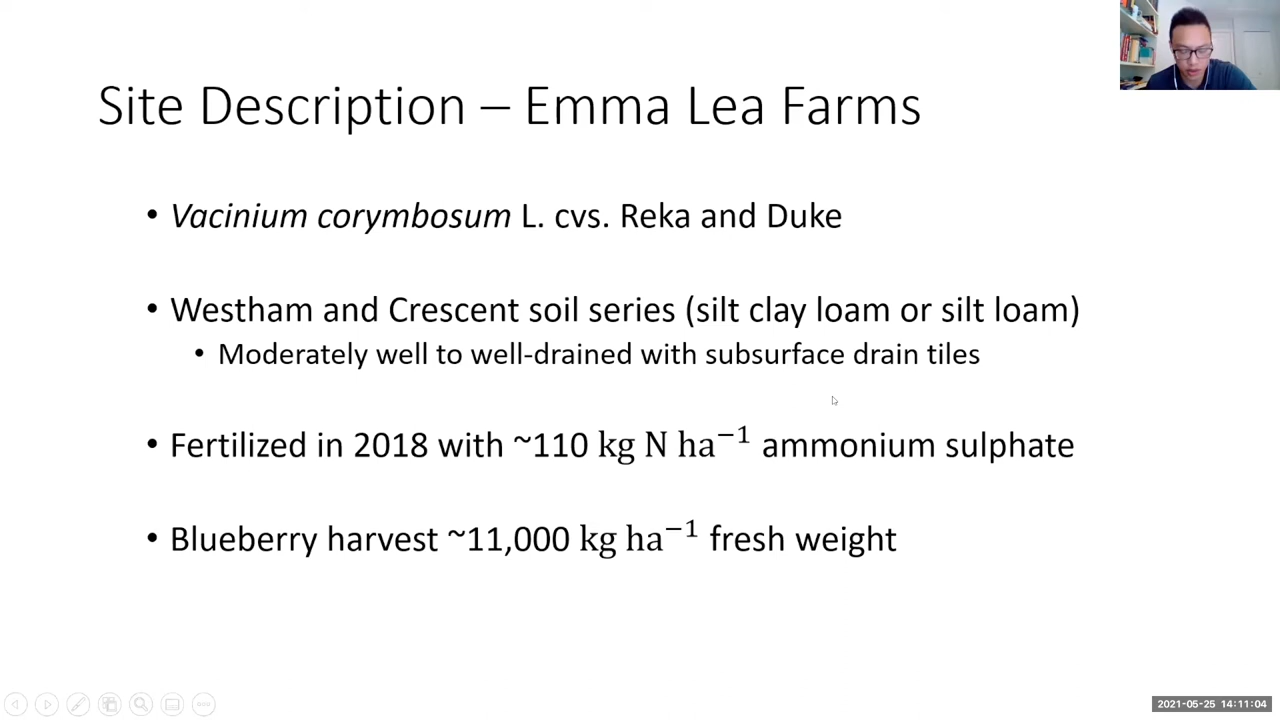 Site Description – Emma Lea Farms
• Vacinium corymbosum L. cvs. Reka and Duke
• Westham and Crescent soil series (silt clay loam or silt loam)
• Moderately well to well-drained with subsurface drain tiles
• Fertilized in 2018 with ~110 kg N ha⁻¹ ammonium sulphate
• Blueberry harvest ~11,000 kg ha⁻¹ fresh weight
2021-05-25 14:11:04